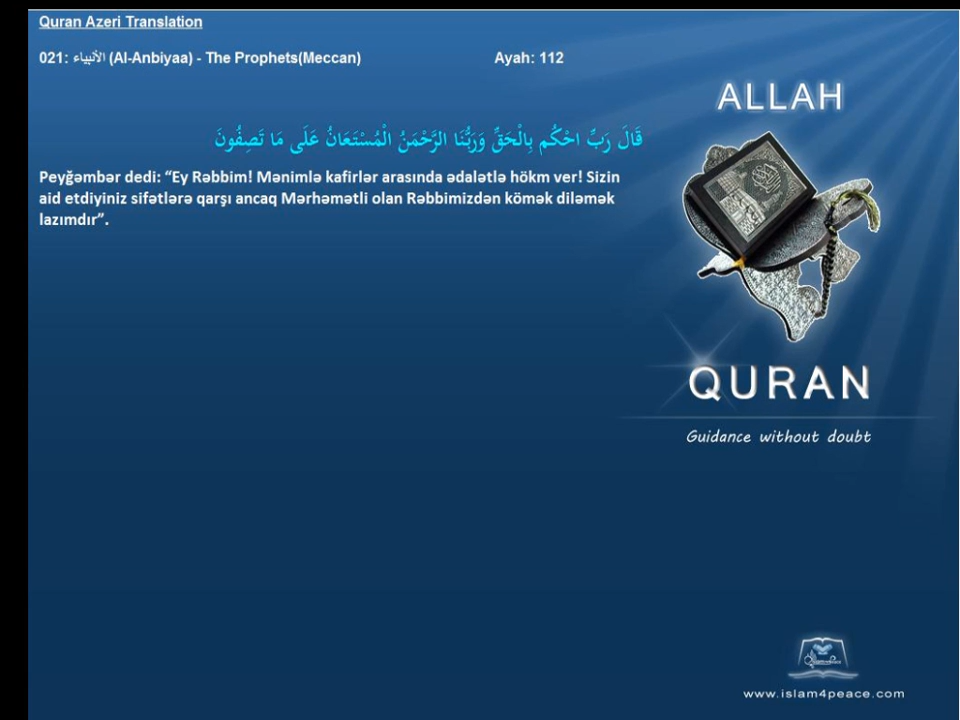 Quran Azeri Translation
021: الأنبياء (Al-Anbiyaa) - The Prophets(Meccan) Ayah: 112
قَالَ رَبِّ احْكُم بِالْحَقِّ وَرَبُّنَا الرَّحْمَنُ الْمُسْتَعَانُ عَلَى مَا تَصِفُونَ
Peyğəmbər dedi: “Ey Rəbbim! Mənimlə kafirlər arasında ədalətlə hökm ver! Sizin
aid etdiyiniz sifətlərə qarşı ancaq Mərhəmətli olan Rəbbimizdən kömək diləmək
lazımdır”.
ALLAH
QURAN
Guidance without doubt
www.islam4peace.com